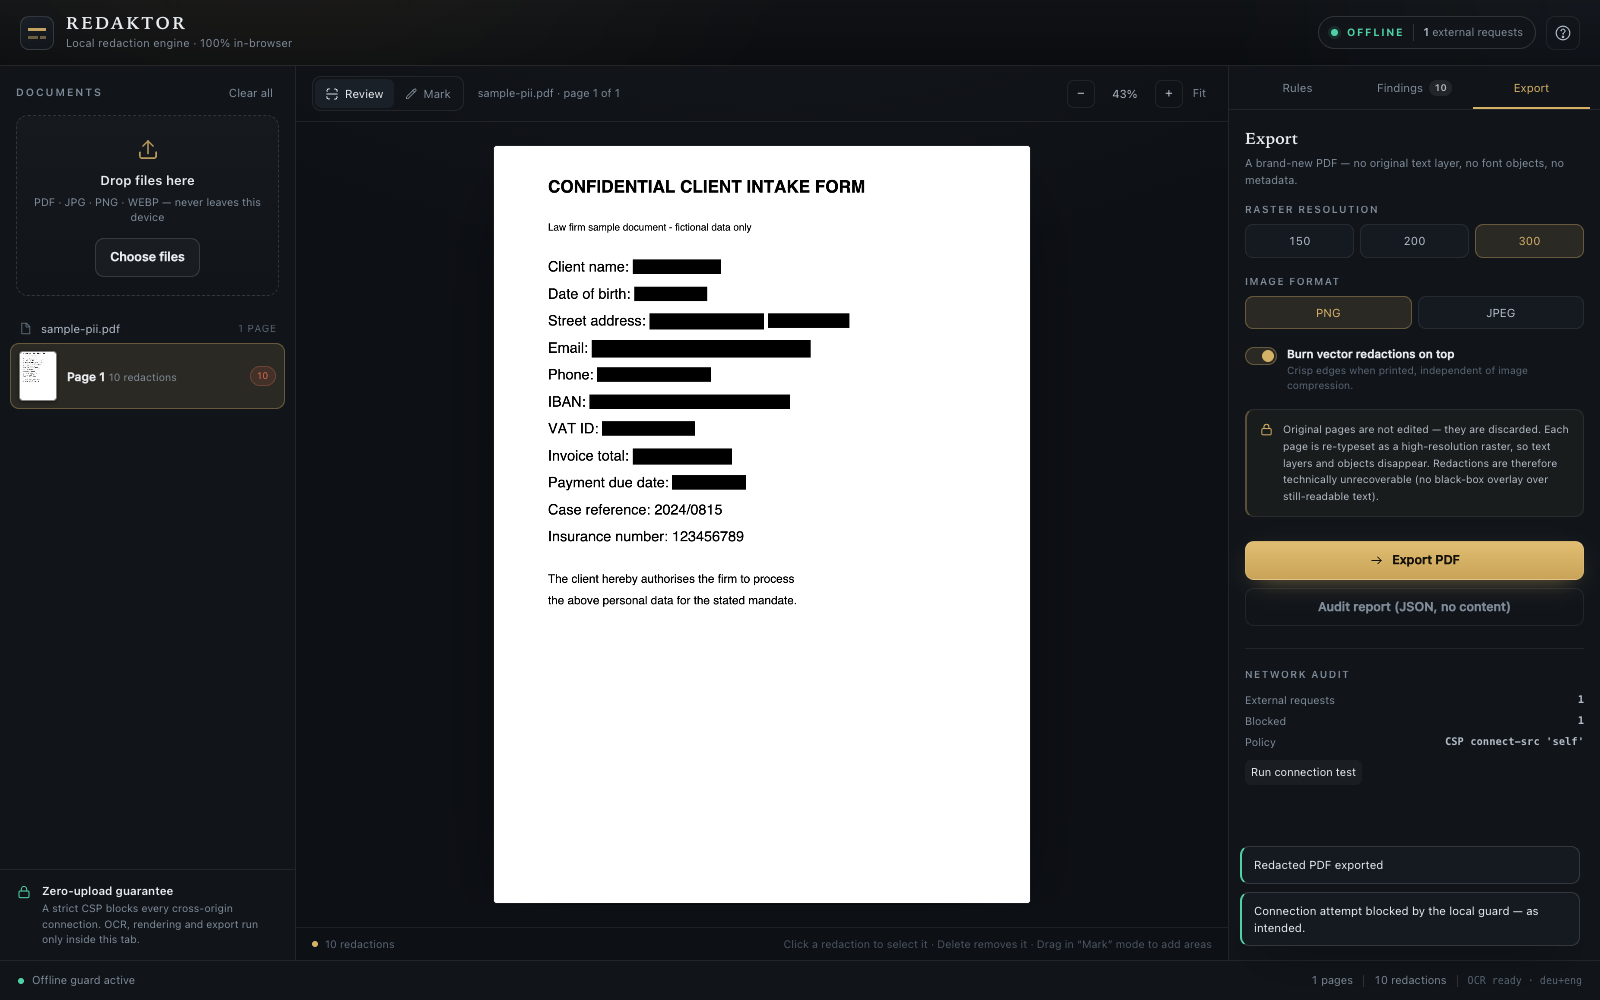 REDAKTOR
Local redaction engine · 100% in-browser
OFFLINE
1 external requests
DOCUMENTS
Clear all
Drop files here
PDF · JPG · PNG · WEBP — never leaves this
device
Choose files
sample-pii.pdf
1 PAGE
Page 1 10 redactions
10
Zero-upload guarantee
A strict CSP blocks every cross-origin
connection. OCR, rendering and export run
only inside this tab.
Review
Mark
sample-pii.pdf · page 1 of 1
−
43%
+
Fit
CONFIDENTIAL CLIENT INTAKE FORM
Law firm sample document - fictional data only
Client name:
Date of birth:
Street address:
Email:
Phone:
IBAN:
VAT ID:
Invoice total:
Payment due date:
Case reference: 2024/0815
Insurance number: 123456789
The client hereby authorises the firm to process
the above personal data for the stated mandate.
10 redactions
Click a redaction to select it · Delete removes it · Drag in “Mark” mode to add areas
Rules
Findings 10
Export
Export
A brand-new PDF — no original text layer, no font objects, no
metadata.
RASTER RESOLUTION
150
200
300
IMAGE FORMAT
PNG
JPEG
Burn vector redactions on top
Crisp edges when printed, independent of image
compression.
Original pages are not edited — they are discarded. Each
page is re-typeset as a high-resolution raster, so text
layers and objects disappear. Redactions are therefore
technically unrecoverable (no black-box overlay over
still-readable text).
→ Export PDF
Audit report (JSON, no content)
NETWORK AUDIT
External requests 1
Blocked 1
Policy CSP connect-src 'self'
Run connection test
Redacted PDF exported
Connection attempt blocked by the local guard — as
intended.
Offline guard active
1 pages
10 redactions
OCR ready · deu+eng